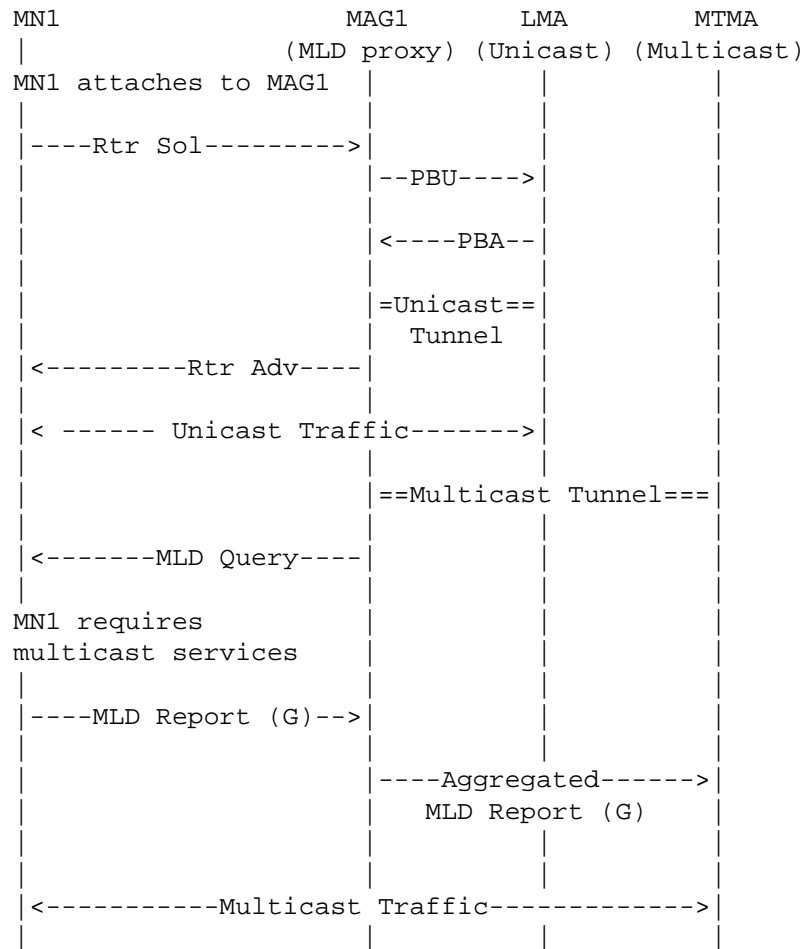 MN1 MAG1 LMA MTMA
| (MLD proxy) (Unicast) (Multicast)
MN1 attaches to MAG1 | | |
| | | |
|----Rtr Sol--------->| | |
| |--PBU---->| |
| | | |
| |<----PBA--| |
| | | |
| |=Unicast==| |
| | Tunnel | |
|<---------Rtr Adv----| | |
| | | |
|< ------ Unicast Traffic------->| |
| | | |
| |==Multicast Tunnel===|
| | | |
|<-------MLD Query----| | |
| | | |
MN1 requires | | |
multicast services | | |
| | | |
|----MLD Report (G)-->| | |
| | | |
| |----Aggregated------>|
| | MLD Report (G) |
| | | |
| | | |
|<-----------Multicast Traffic------------->|
| | | |